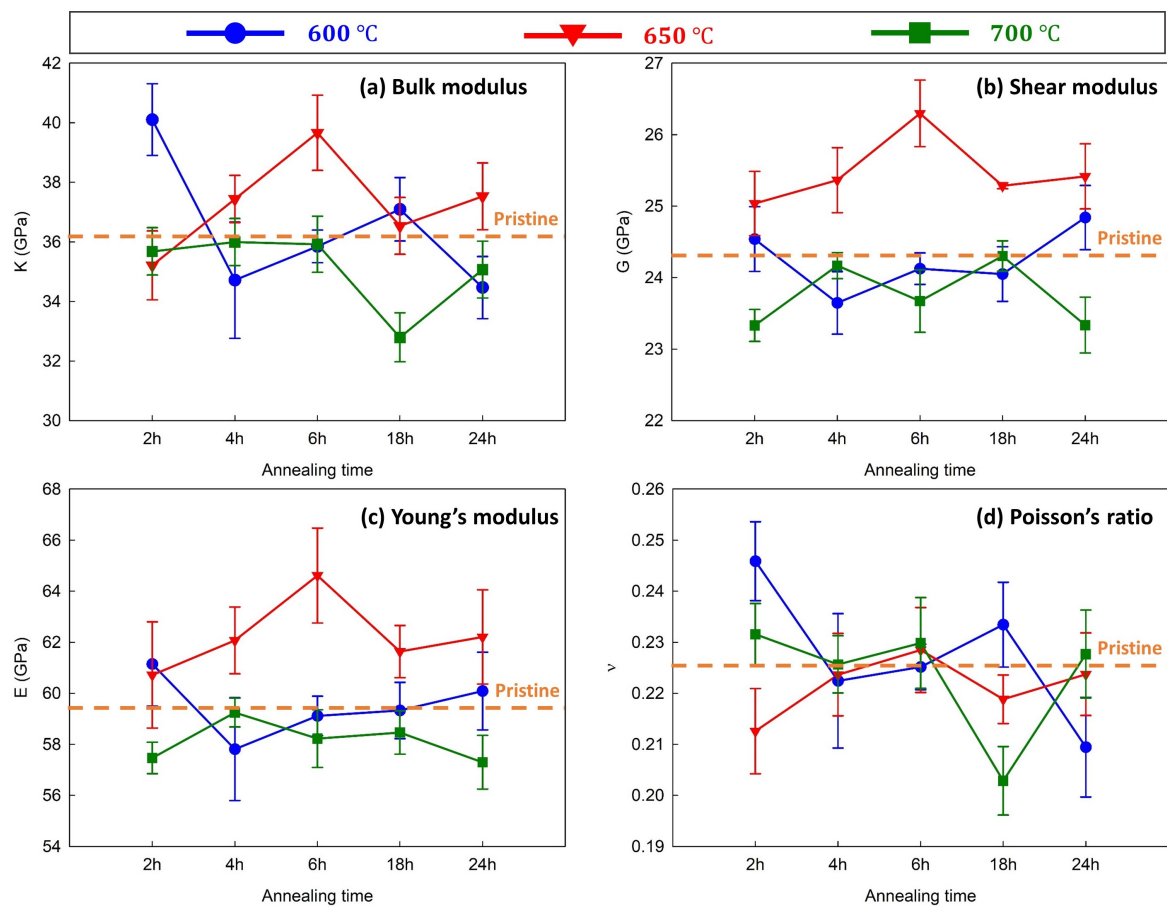 600 ℃ 650 ℃ 700 ℃
(a) Bulk modulus
42
40
38
36
34
32
30
K (GPa)
Pristine
2h 4h 6h 18h 24h
Annealing time
(b) Shear modulus
27
26
25
24
23
22
G (GPa)
Pristine
2h 4h 6h 18h 24h
Annealing time
(c) Young’s modulus
68
66
64
62
60
58
56
54
E (GPa)
Pristine
2h 4h 6h 18h 24h
Annealing time
(d) Poisson’s ratio
0.26
0.25
0.24
0.23
0.22
0.21
0.20
0.19
ν
Pristine
2h 4h 6h 18h 24h
Annealing time